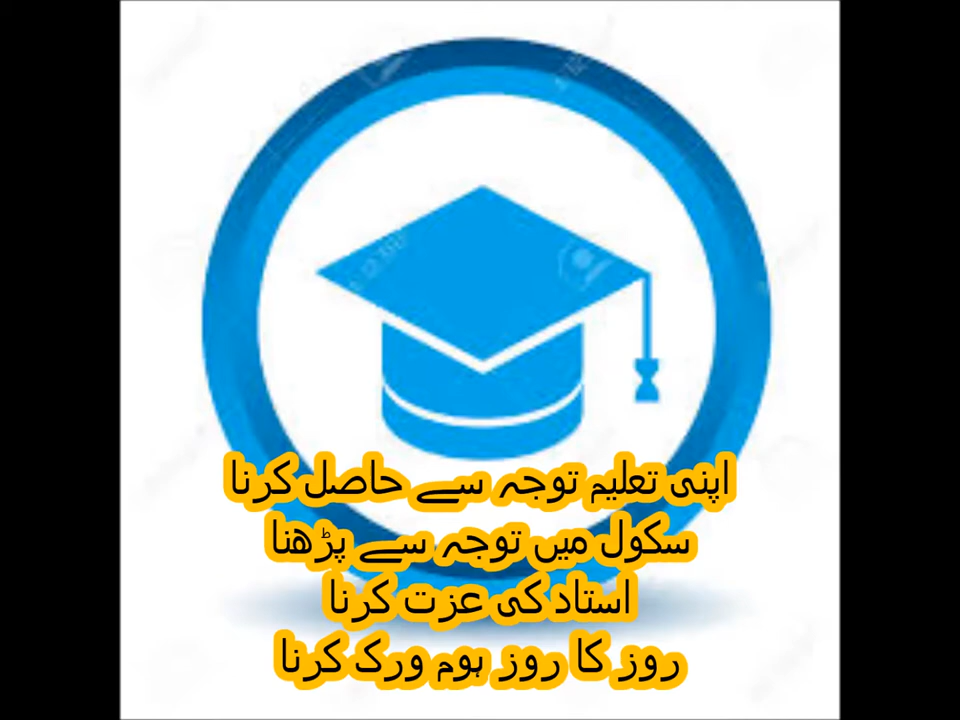 اپنی تعلیم توجہ سے حاصل کرنا
سکول میں توجہ سے پڑھنا
استاد کی عزت کرنا
روز کا روز ہوم ورک کرنا